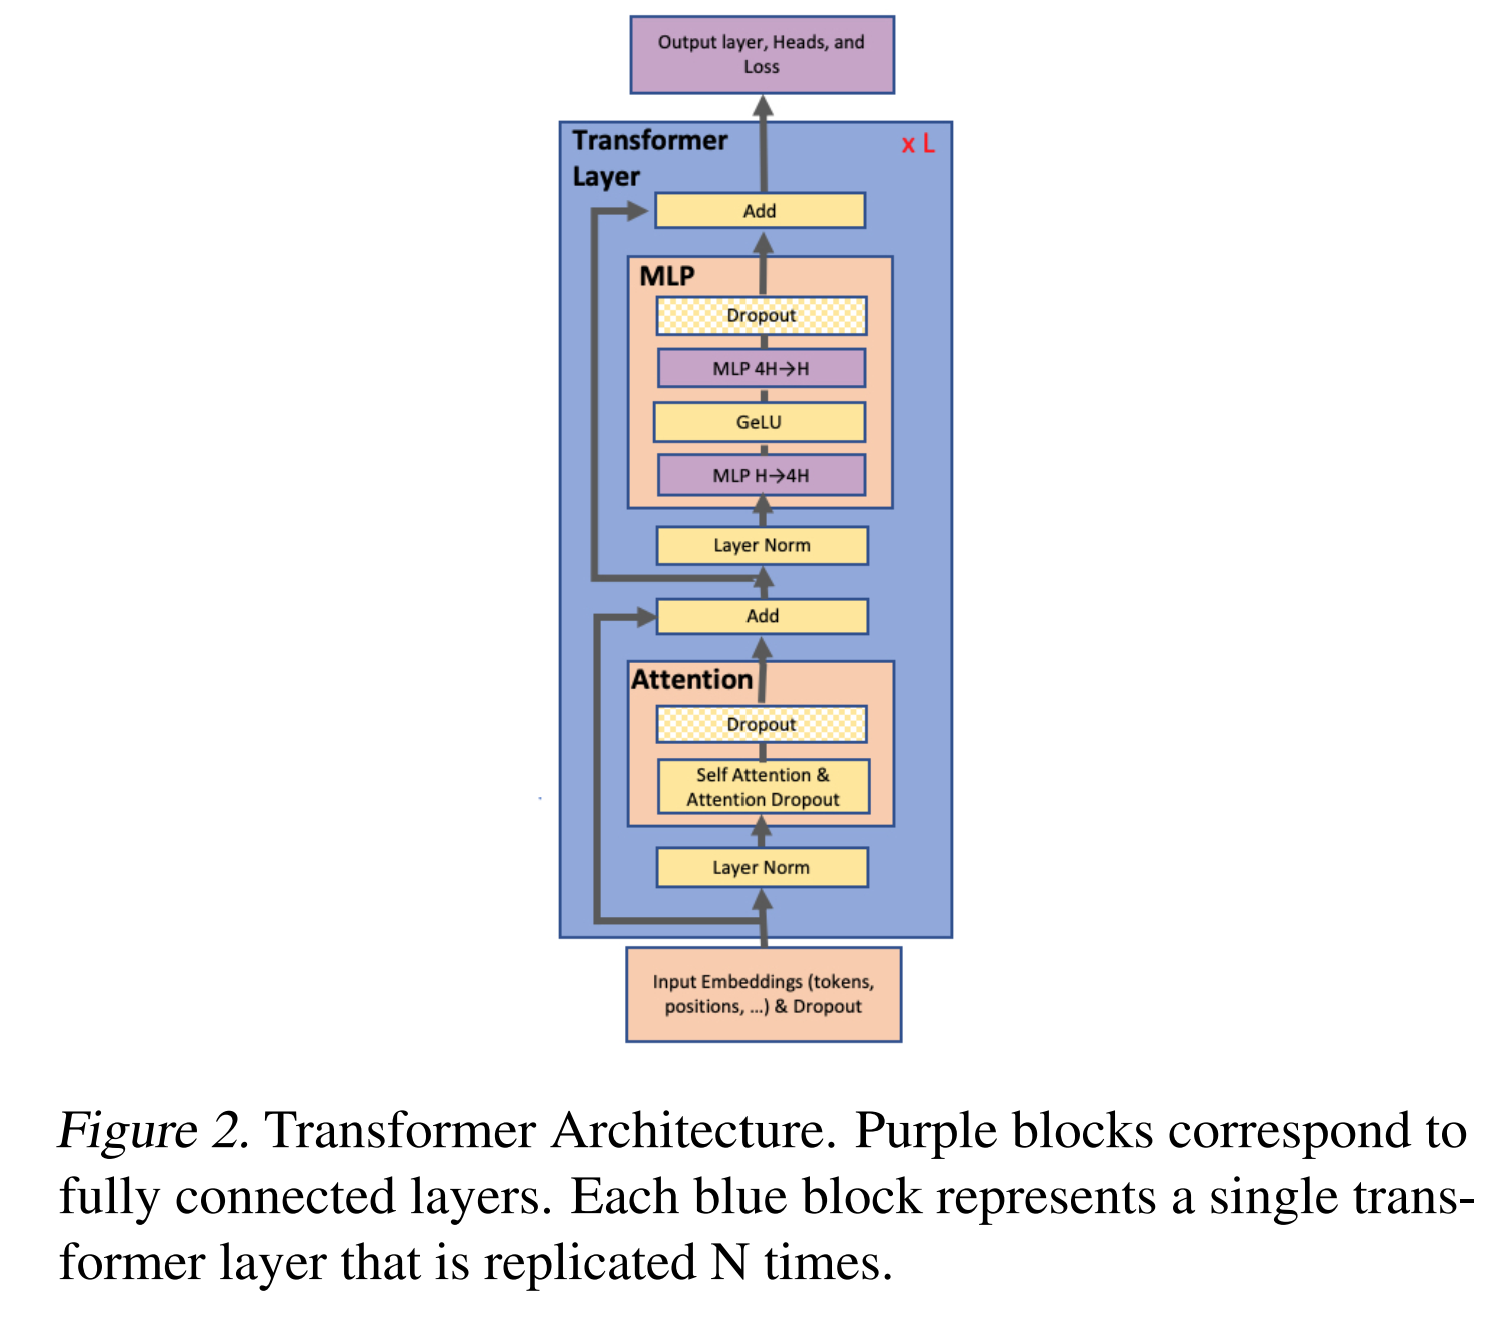 Output layer, Heads, and
Loss
Transformer
Layer
x L
Add
MLP
Dropout
MLP 4H→H
GeLU
MLP H→4H
Layer Norm
Add
Attention
Dropout
Self Attention &
Attention Dropout
Layer Norm
Input Embeddings (tokens,
positions, ...) & Dropout
Figure 2. Transformer Architecture. Purple blocks correspond to
fully connected layers. Each blue block represents a single trans-
former layer that is replicated N times.